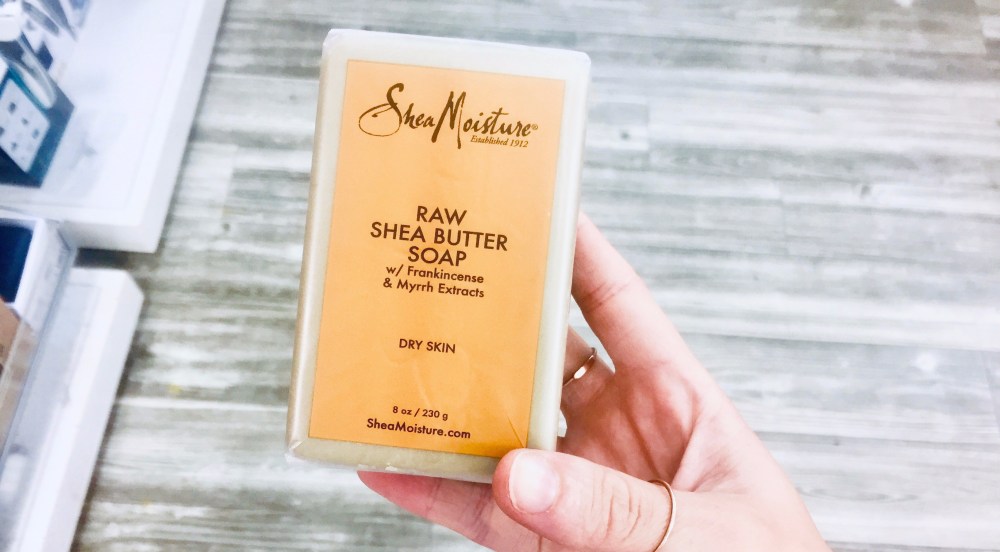 SheaMoisture®
Established 1912
RAW
SHEA BUTTER
SOAP
w/ Frankincense
& Myrrh Extracts
DRY SKIN
8 oz / 230 g
SheaMoisture.com